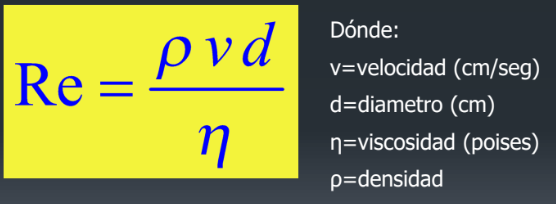 Re = ρ v d / η
Dónde:
v=velocidad (cm/seg)
d=diametro (cm)
η=viscosidad (poises)
ρ=densidad